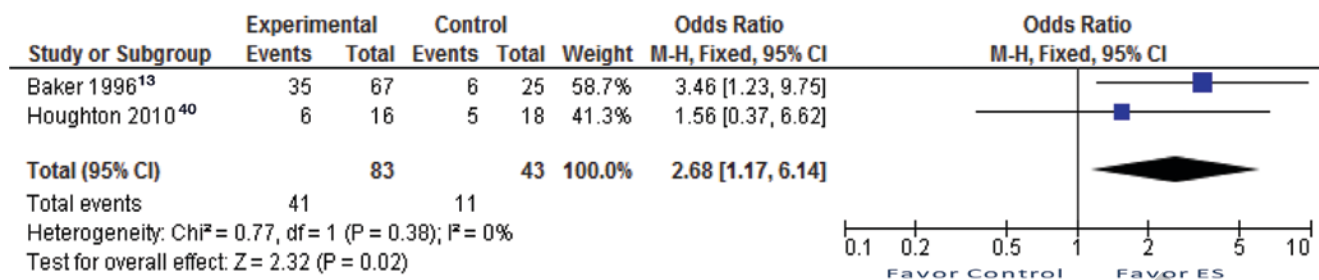 Experimental Control Odds Ratio Odds Ratio
Study or Subgroup Events Total Events Total Weight M-H, Fixed, 95% CI M-H, Fixed, 95% CI
Baker 1996¹³ 35 67 6 25 58.7% 3.46 [1.23, 9.75]
Houghton 2010⁴⁰ 6 16 5 18 41.3% 1.56 [0.37, 6.62]
Total (95% CI) 83 43 100.0% 2.68 [1.17, 6.14]
Total events 41 11
Heterogeneity: Chi² = 0.77, df = 1 (P = 0.38); I² = 0%
Test for overall effect: Z = 2.32 (P = 0.02)
0.1 0.2 0.5 1 2 5 10
Favor Control Favor ES